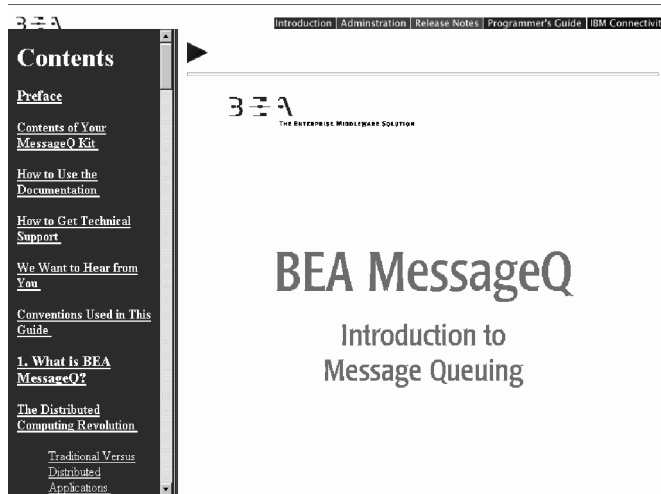 BEA
Introduction | Adminstration | Release Notes | Programmer's Guide | IBM Connectivit
Contents
Preface
Contents of Your
MessageQ Kit
How to Use the
Documentation
How to Get Technical
Support
We Want to Hear from
You
Conventions Used in This
Guide
1. What is BEA
MessageQ?
The Distributed
Computing Revolution
Traditional Versus
Distributed
Applications
BEA
THE ENTERPRISE MIDDLEWARE SOLUTION
BEA MessageQ
Introduction to
Message Queuing